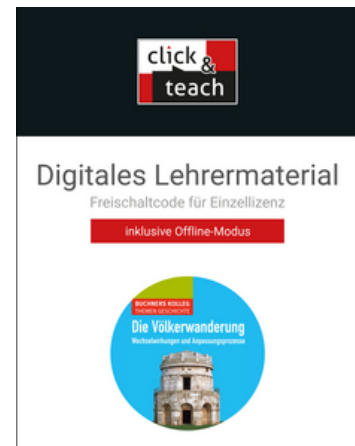 click &
teach
Digitales Lehrermaterial
Freischaltcode für Einzellizenz
inklusive Offline-Modus
BUCHNERS KOLLEG
THEMEN GESCHICHTE
Die Völkerwanderung
Wechselwirkungen und Anpassungsprozesse